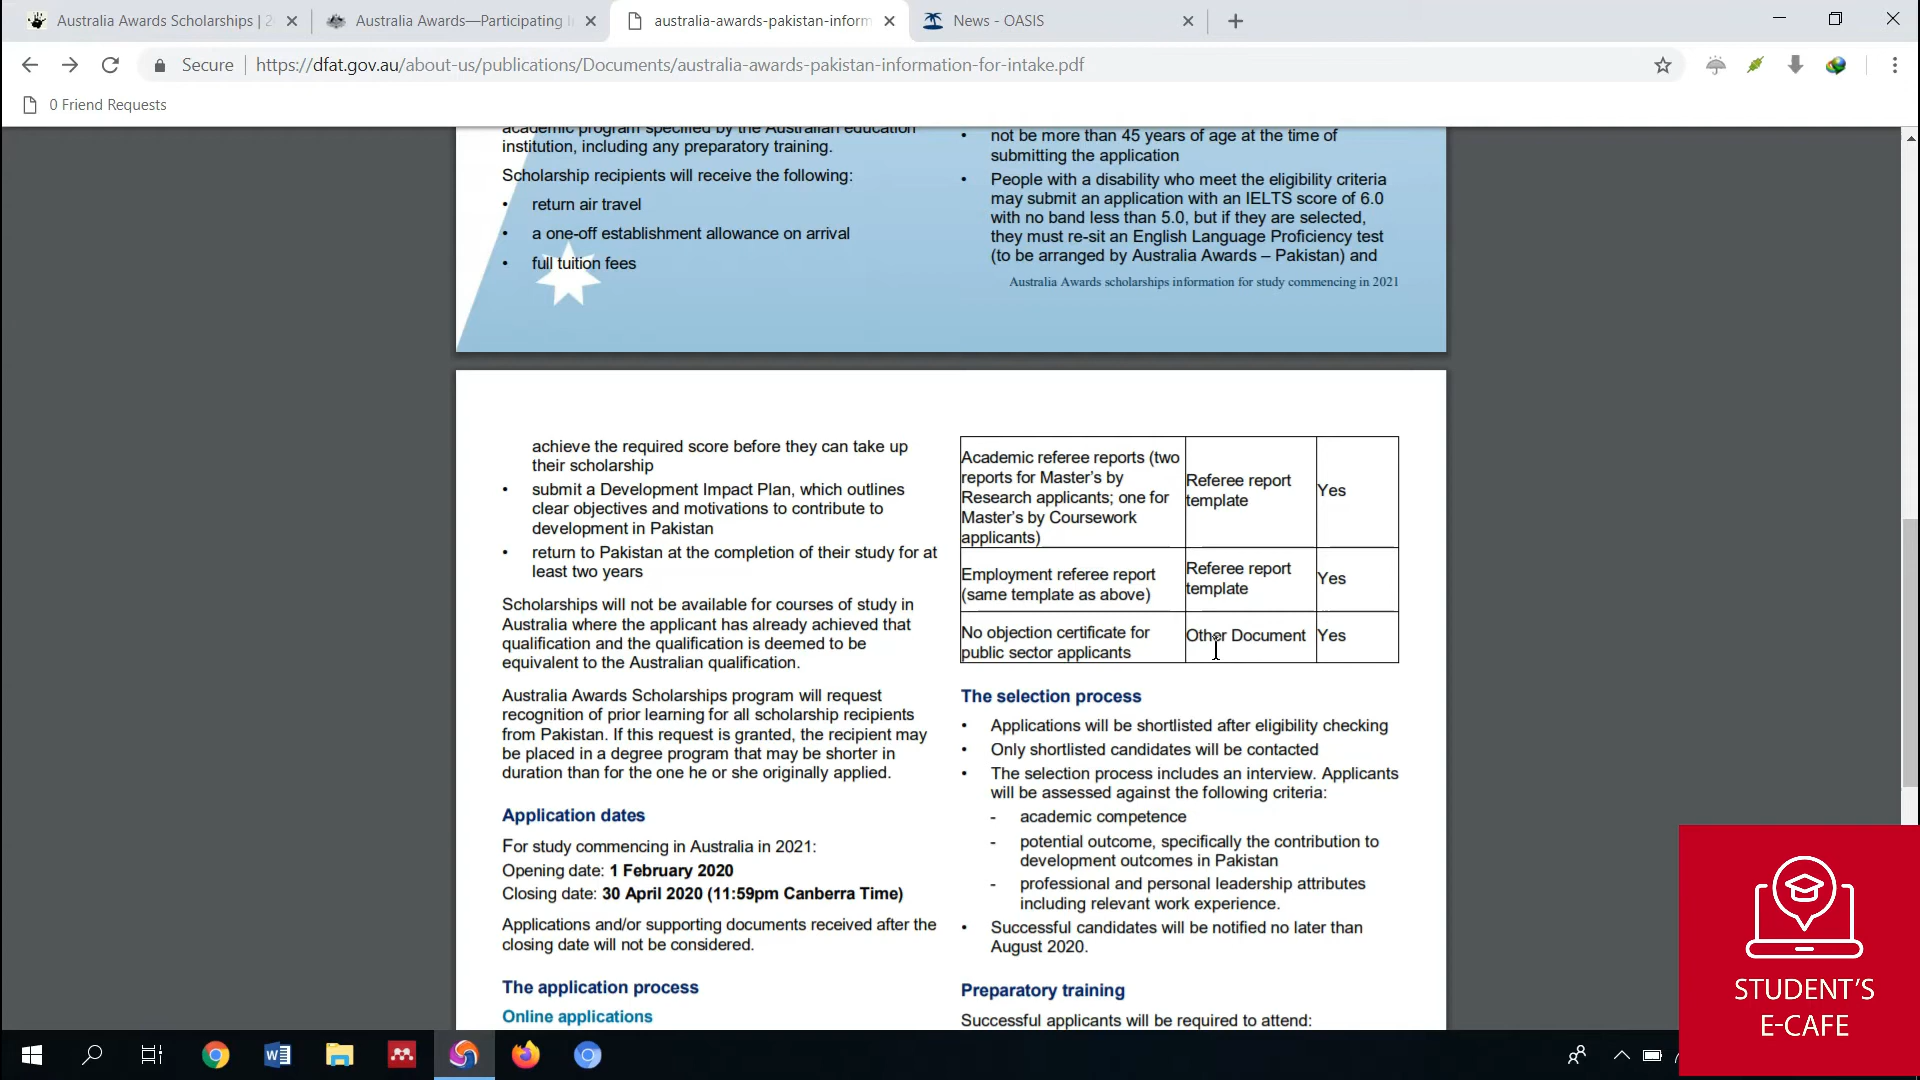 Australia Awards Scholarships | 2
Australia Awards—Participating I
australia-awards-pakistan-inform
News - OASIS
Secure
https://dfat.gov.au/about-us/publications/Documents/australia-awards-pakistan-information-for-intake.pdf
0 Friend Requests
academic program specified by the Australian education
institution, including any preparatory training.
Scholarship recipients will receive the following:
• return air travel
• a one-off establishment allowance on arrival
• full tuition fees
• not be more than 45 years of age at the time of
submitting the application
• People with a disability who meet the eligibility criteria
may submit an application with an IELTS score of 6.0
with no band less than 5.0, but if they are selected,
they must re-sit an English Language Proficiency test
(to be arranged by Australia Awards – Pakistan) and
Australia Awards scholarships information for study commencing in 2021
achieve the required score before they can take up
their scholarship
• submit a Development Impact Plan, which outlines
clear objectives and motivations to contribute to
development in Pakistan
• return to Pakistan at the completion of their study for at
least two years
Scholarships will not be available for courses of study in
Australia where the applicant has already achieved that
qualification and the qualification is deemed to be
equivalent to the Australian qualification.
Australia Awards Scholarships program will request
recognition of prior learning for all scholarship recipients
from Pakistan. If this request is granted, the recipient may
be placed in a degree program that may be shorter in
duration than for the one he or she originally applied.
Application dates
For study commencing in Australia in 2021:
Opening date: 1 February 2020
Closing date: 30 April 2020 (11:59pm Canberra Time)
Applications and/or supporting documents received after the
closing date will not be considered.
The application process
Online applications
Academic referee reports (two
reports for Master's by
Research applicants; one for
Master's by Coursework
applicants)
Referee report
template
Yes
Employment referee report
(same template as above)
Referee report
template
Yes
No objection certificate for
public sector applicants
Other Document
Yes
The selection process
• Applications will be shortlisted after eligibility checking
• Only shortlisted candidates will be contacted
• The selection process includes an interview. Applicants
will be assessed against the following criteria:
- academic competence
- potential outcome, specifically the contribution to
development outcomes in Pakistan
- professional and personal leadership attributes
including relevant work experience.
• Successful candidates will be notified no later than
August 2020.
Preparatory training
Successful applicants will be required to attend:
STUDENT'S
E-CAFE